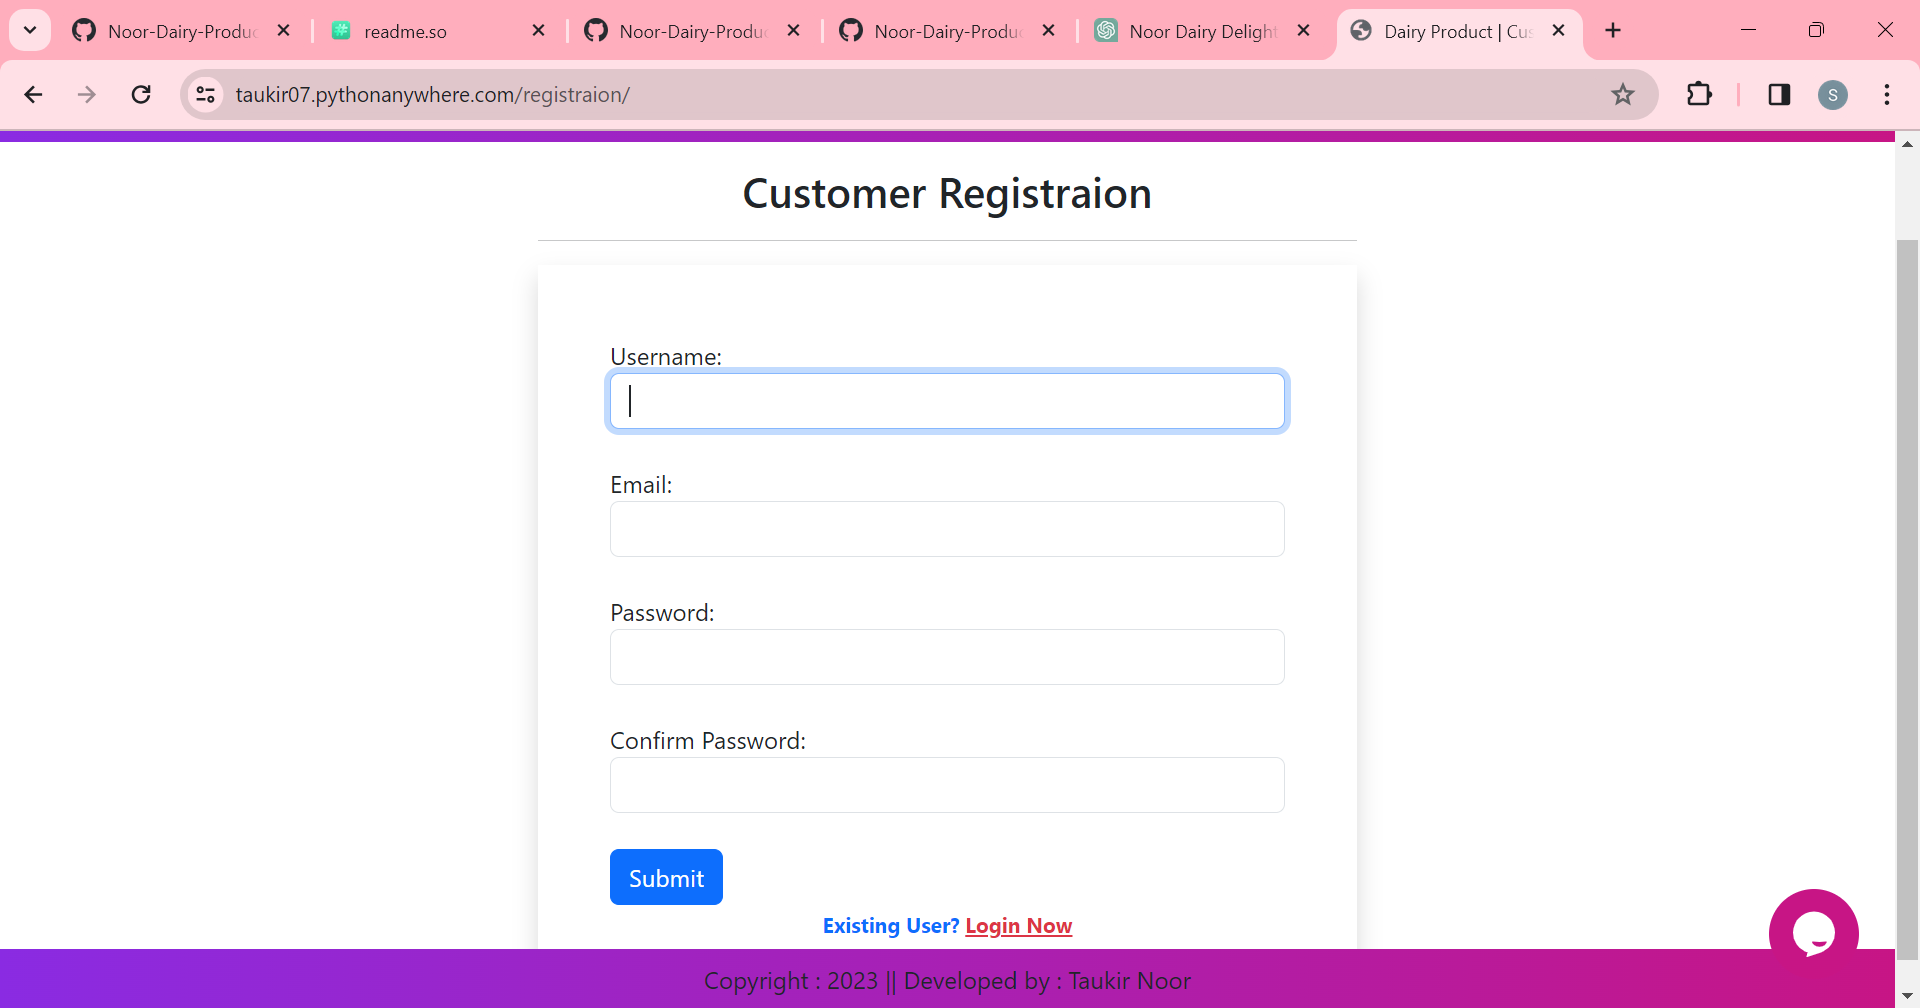 Noor-Dairy-Produc
readme.so
Noor-Dairy-Produc
Noor-Dairy-Produc
Noor Dairy Delight
Dairy Product | Cus
taukir07.pythonanywhere.com/registraion/
S
Customer Registraion
Username:
Email:
Password:
Confirm Password:
Submit
Existing User? Login Now
Copyright : 2023 || Developed by : Taukir Noor